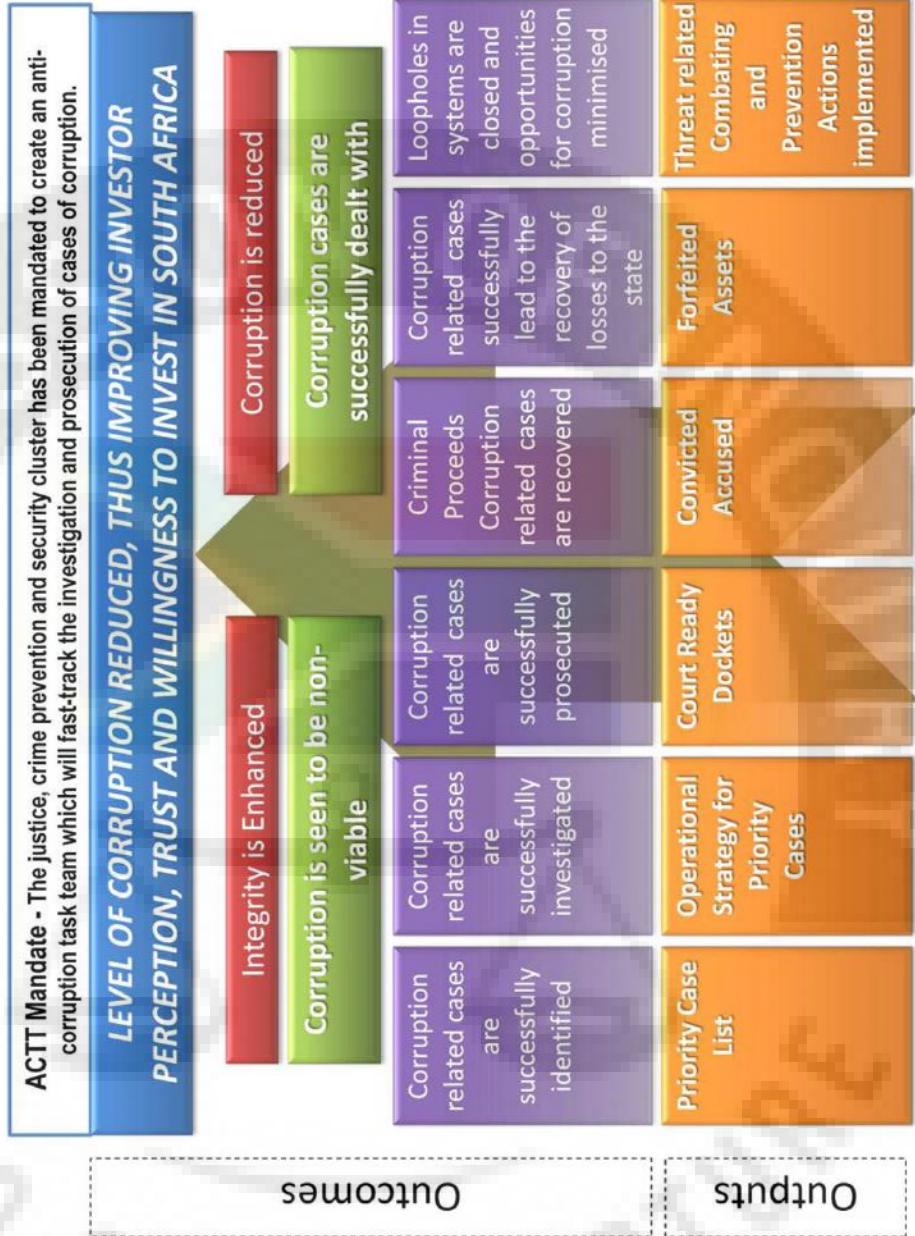 ACTT Mandate - The justice, crime prevention and security cluster has been mandated to create an anti-
corruption task team which will fast-track the investigation and prosecution of cases of corruption.
LEVEL OF CORRUPTION REDUCED, THUS IMPROVING INVESTOR
PERCEPTION, TRUST AND WILLINGNESS TO INVEST IN SOUTH AFRICA
Outcomes
Integrity is Enhanced
Corruption is reduced
Corruption is seen to be non-
viable
Corruption cases are
successfully dealt with
Corruption
related cases
are
successfully
identified
Corruption
related cases
are
successfully
investigated
Corruption
related cases
are
successfully
prosecuted
Criminal
Proceeds
Corruption
related cases
are recovered
Corruption
related cases
successfully
lead to the
recovery of
losses to the
state
Loopholes in
systems are
closed and
opportunities
for corruption
minimised
Outputs
Priority Case
List
Operational
Strategy for
Priority
Cases
Court Ready
Dockets
Convicted
Accused
Forfeited
Assets
Threat related
Combating
and
Prevention
Actions
implemented